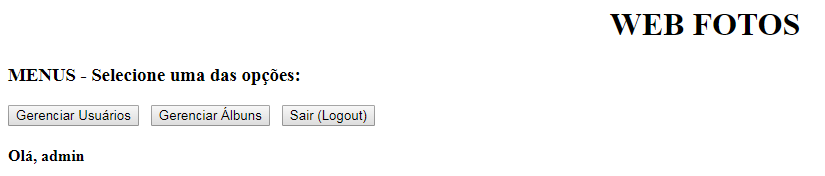 WEB FOTOS
MENUS - Selecione uma das opções:
Gerenciar Usuários Gerenciar Álbuns Sair (Logout)
Olá, admin